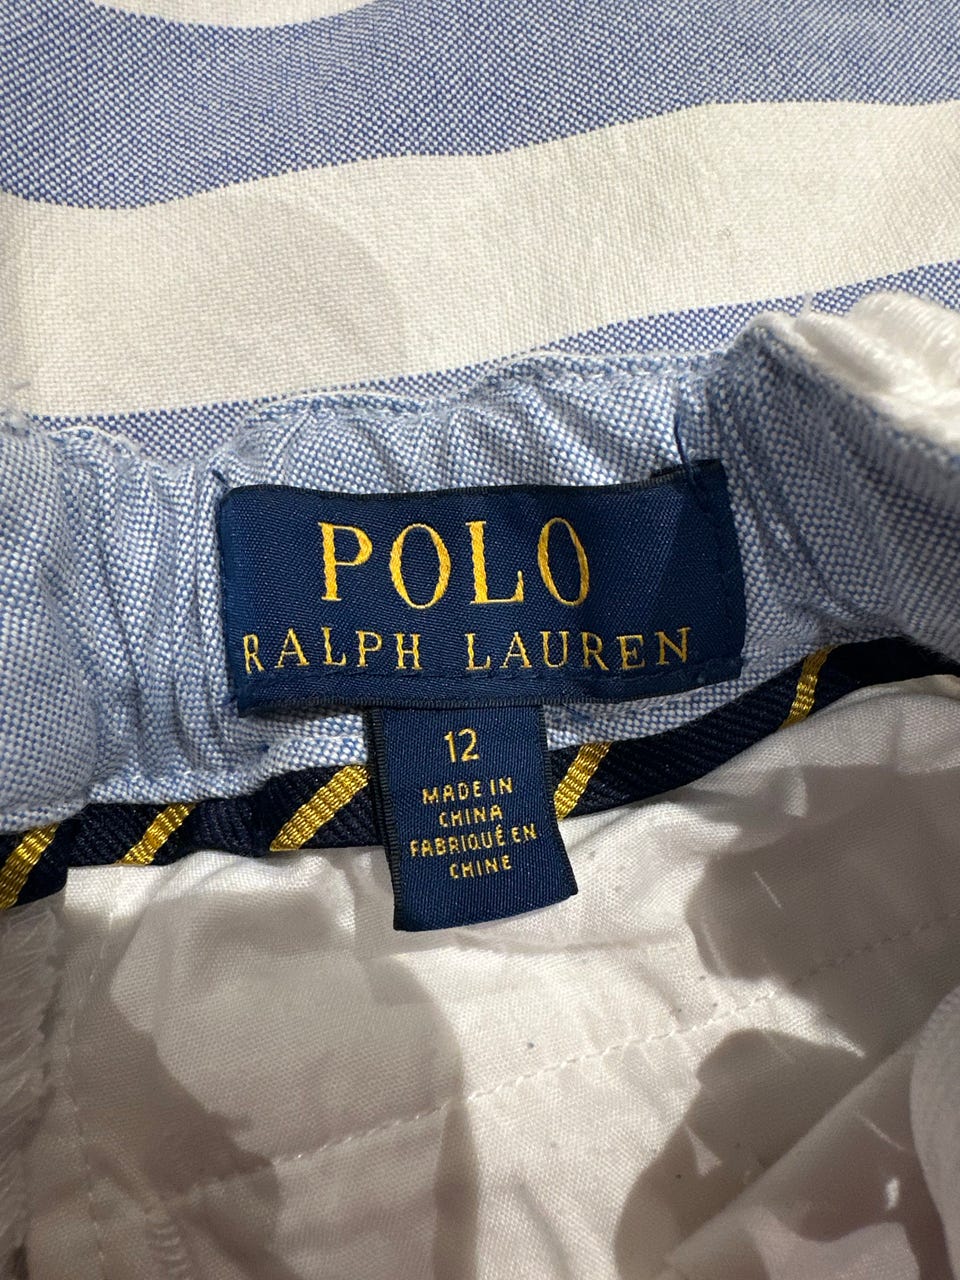 POLO
RALPH LAUREN
12
MADE IN
CHINA
FABRIQUÉ EN
CHINE